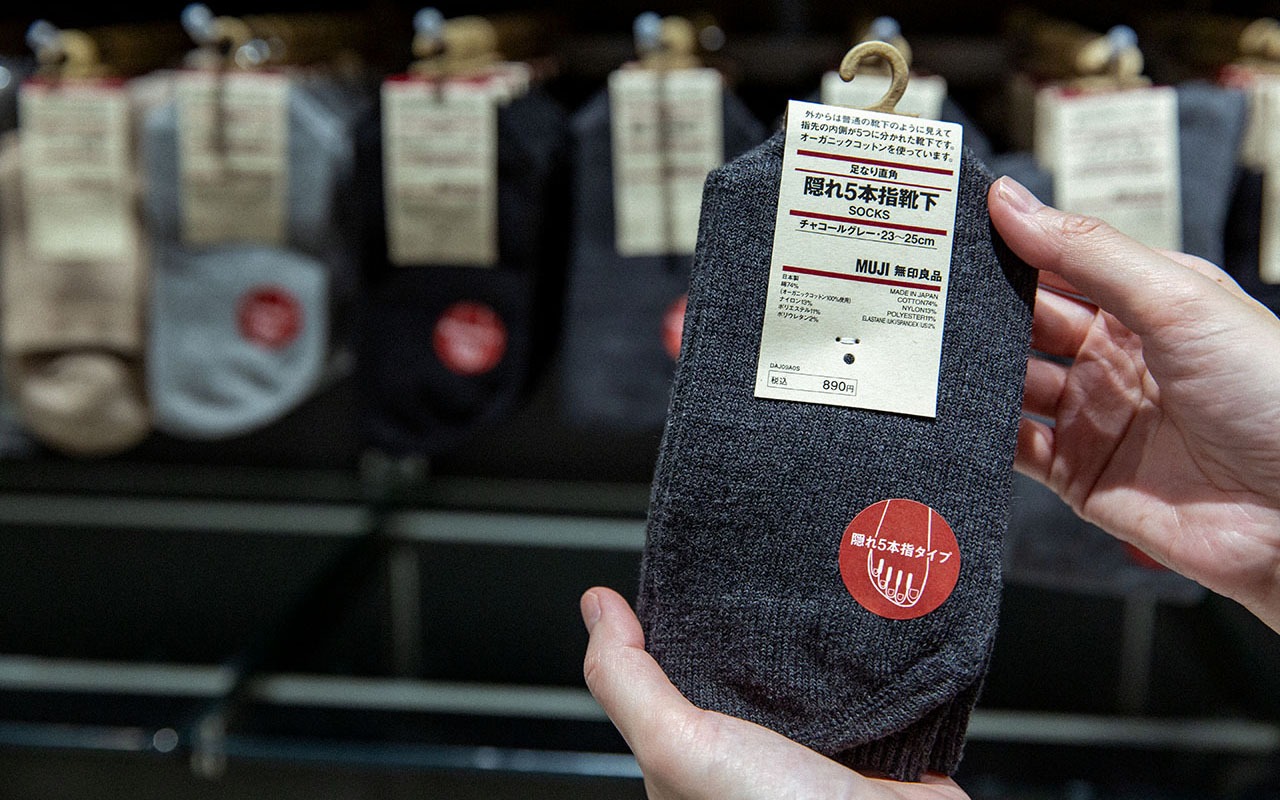 外からは普通の靴下のように見えて
指先の内側が5つに分かれた靴下です。
オーガニックコットンを使っています。
足なり直角
隠れ5本指靴下
SOCKS
チャコールグレー・23〜25cm
MUJI 無印良品
日本製
綿74%
(オーガニックコットン100%使用)
ナイロン13%
ポリエステル11%
ポリウレタン2%
MADE IN JAPAN
COTTON74%
NYLON13%
POLYESTER11%
ELASTANE-UK/SPANDEX/US2%
DAJ09A0S
税込 890円
隠れ5本指タイプ